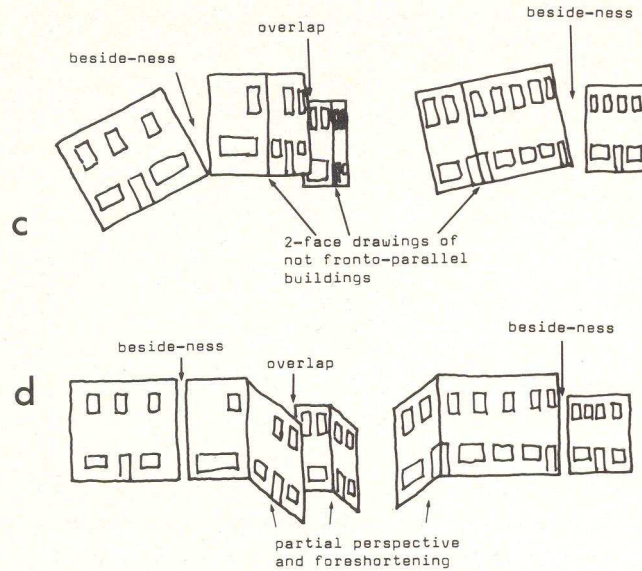 beside-ness
overlap
beside-ness
c
2-face drawings of
not fronto-parallel
buildings
beside-ness
d
beside-ness
overlap
partial perspective
and foreshortening